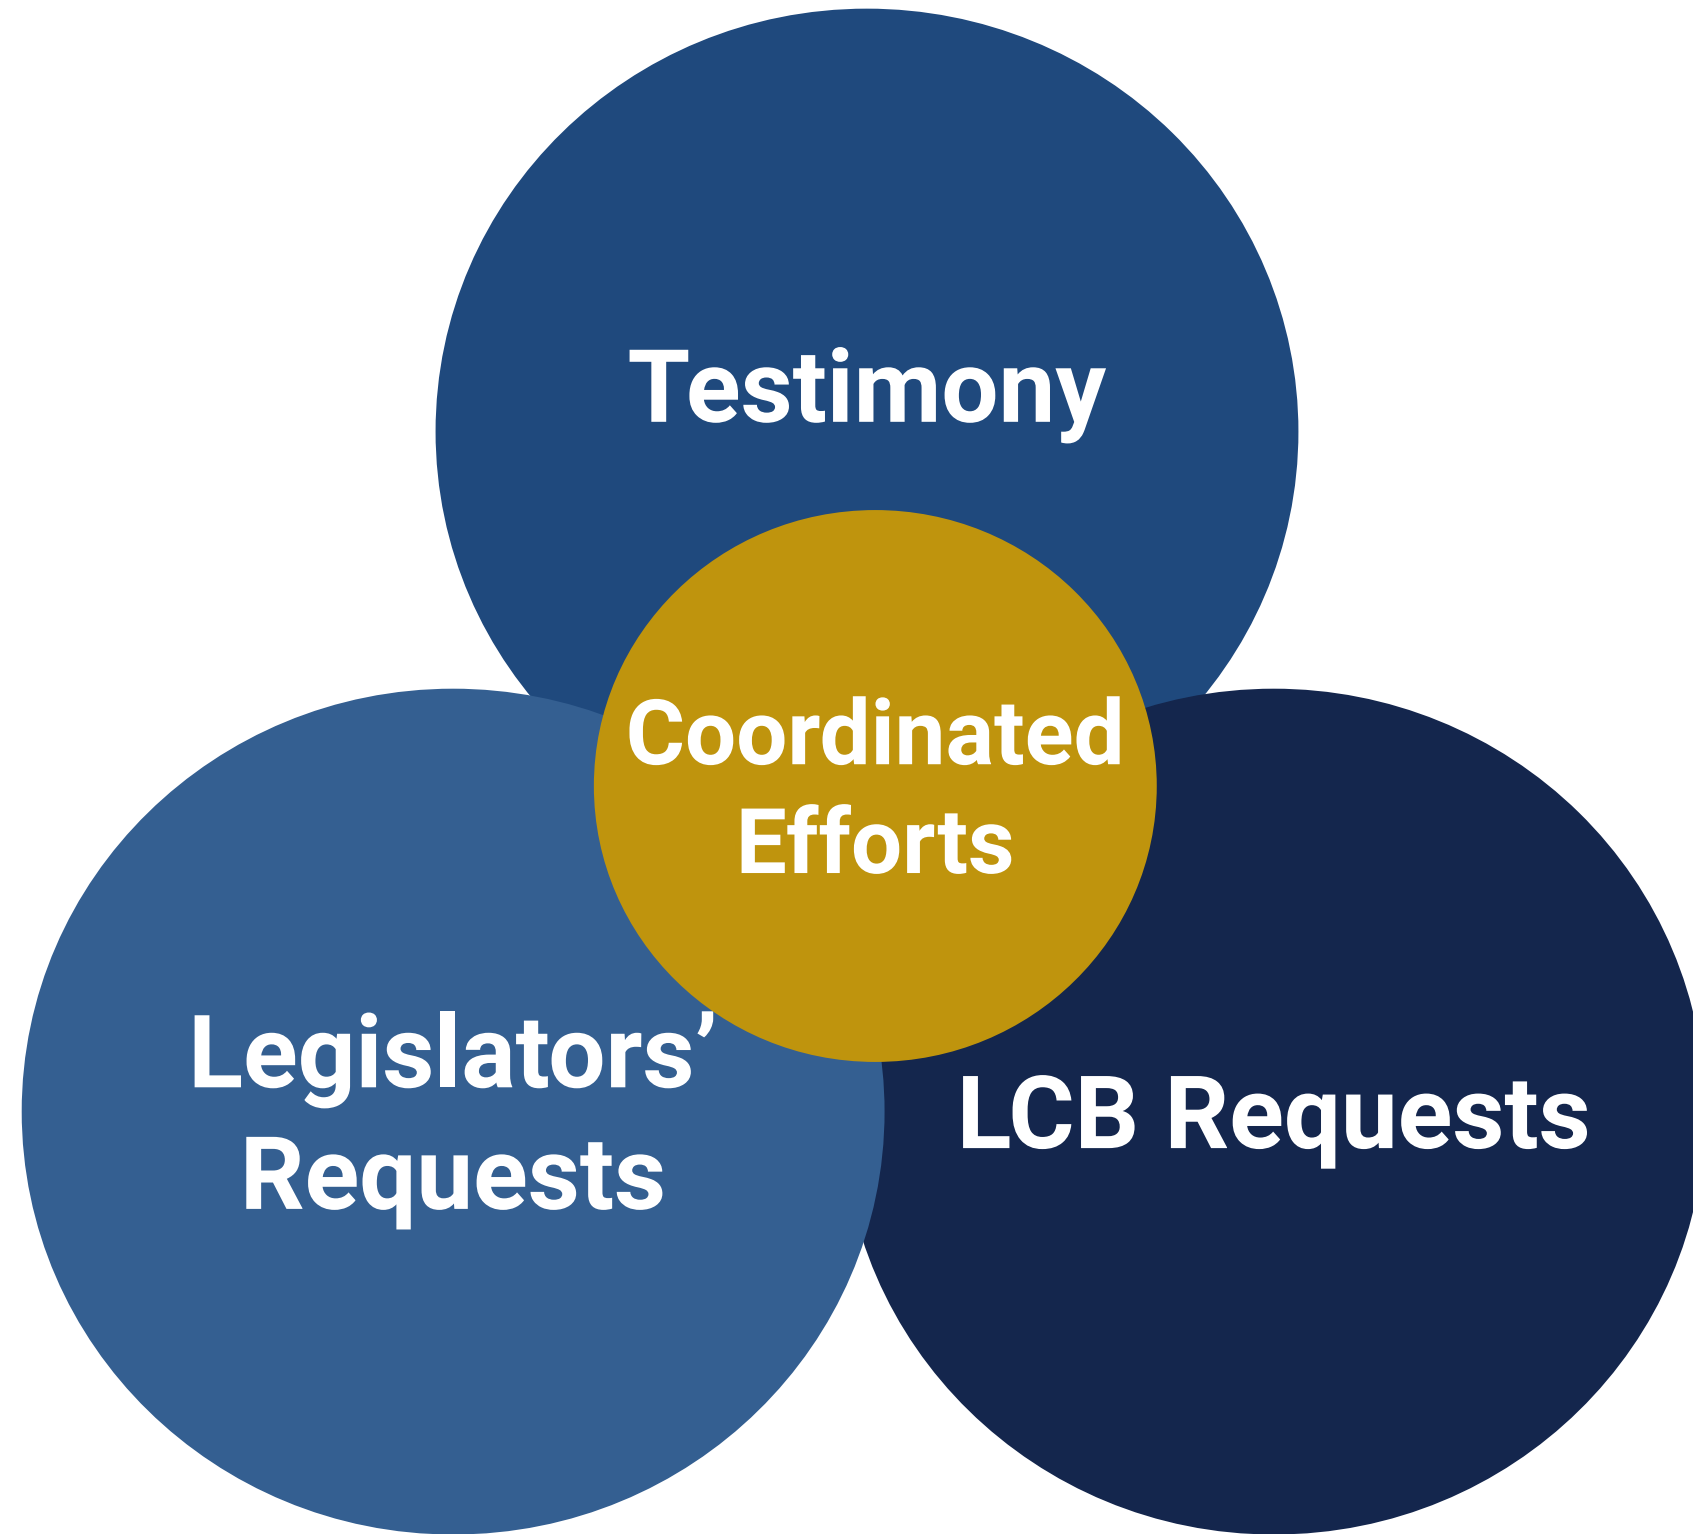 Testimony
Coordinated
Efforts
Legislators’
Requests
LCB Requests